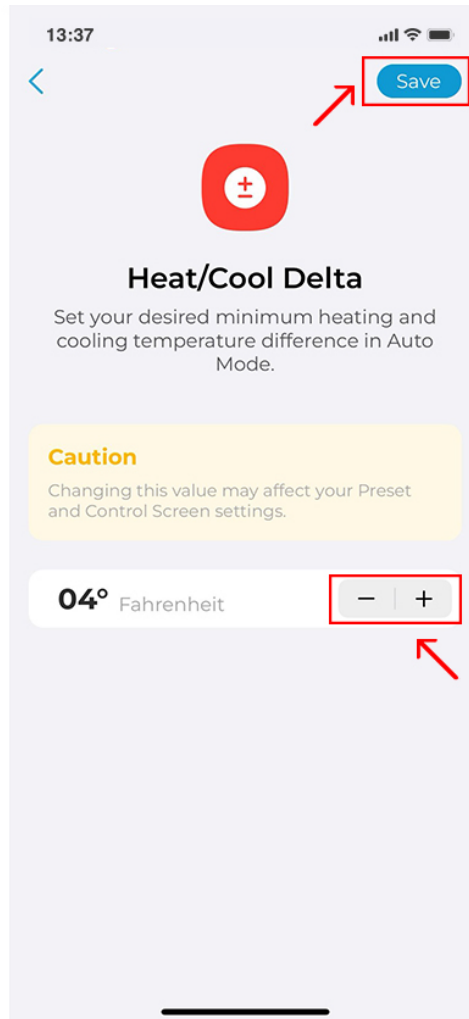 13:37
Save
Heat/Cool Delta
Set your desired minimum heating and
cooling temperature difference in Auto
Mode.
Caution
Changing this value may affect your Preset
and Control Screen settings.
04° Fahrenheit − +